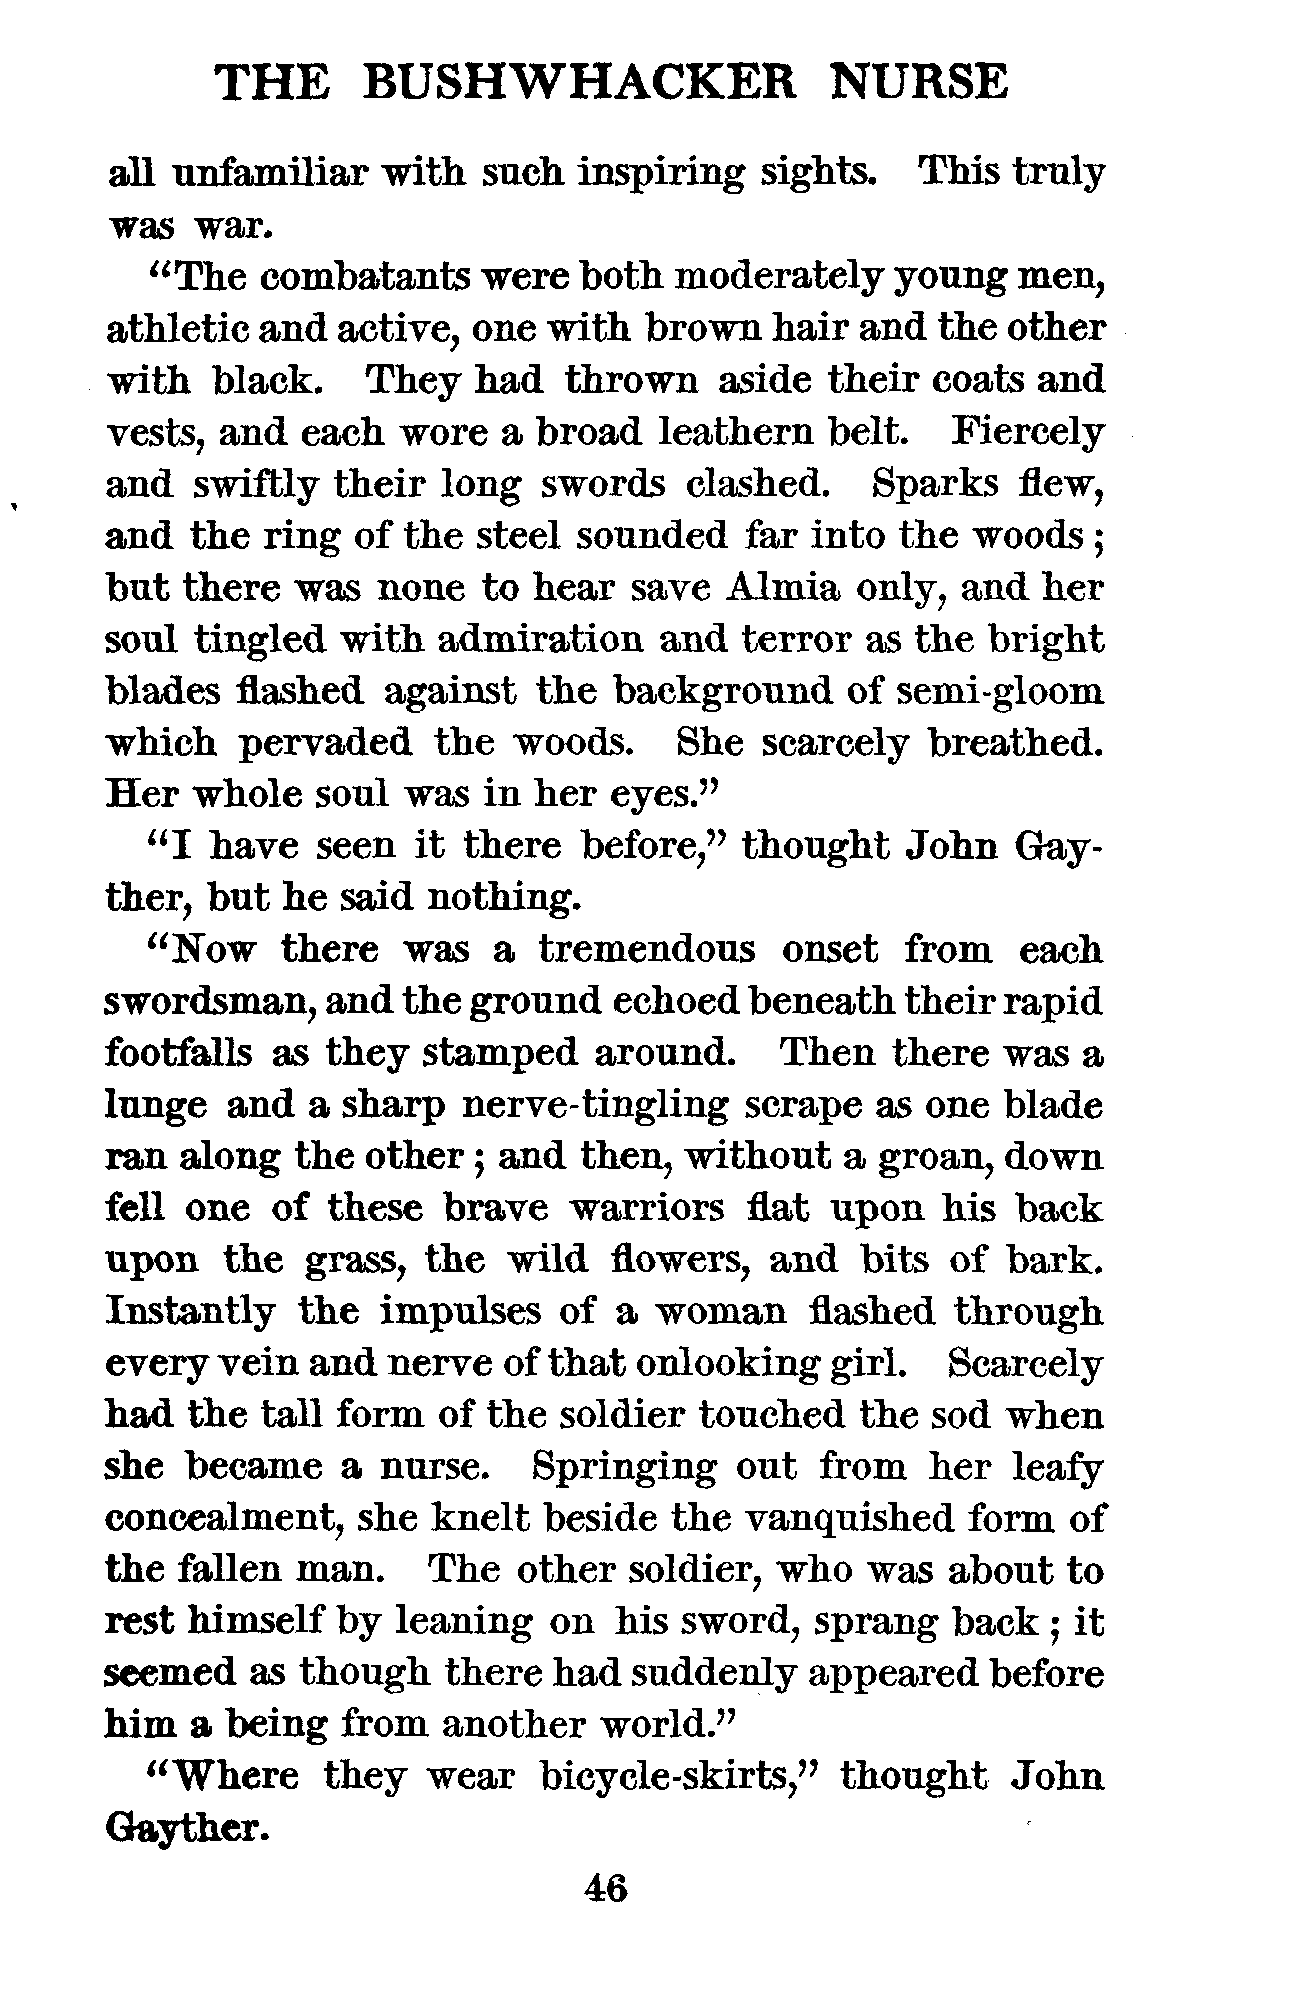 THE BUSHWHACKER NURSE
all unfamiliar with such inspiring sights. This truly
was war.
“The combatants were both moderately young men,
athletic and active, one with brown hair and the other
with black. They had thrown aside their coats and
vests, and each wore a broad leathern belt. Fiercely
and swiftly their long swords clashed. Sparks flew,
and the ring of the steel sounded far into the woods;
but there was none to hear save Almia only, and her
soul tingled with admiration and terror as the bright
blades flashed against the background of semi-gloom
which pervaded the woods. She scarcely breathed.
Her whole soul was in her eyes.”
“I have seen it there before,” thought John Gay-
ther, but he said nothing.
“Now there was a tremendous onset from each
swordsman, and the ground echoed beneath their rapid
footfalls as they stamped around. Then there was a
lunge and a sharp nerve-tingling scrape as one blade
ran along the other; and then, without a groan, down
fell one of these brave warriors flat upon his back
upon the grass, the wild flowers, and bits of bark.
Instantly the impulses of a woman flashed through
every vein and nerve of that onlooking girl. Scarcely
had the tall form of the soldier touched the sod when
she became a nurse. Springing out from her leafy
concealment, she knelt beside the vanquished form of
the fallen man. The other soldier, who was about to
rest himself by leaning on his sword, sprang back; it
seemed as though there had suddenly appeared before
him a being from another world.”
“Where they wear bicycle-skirts,” thought John
Gayther.
46